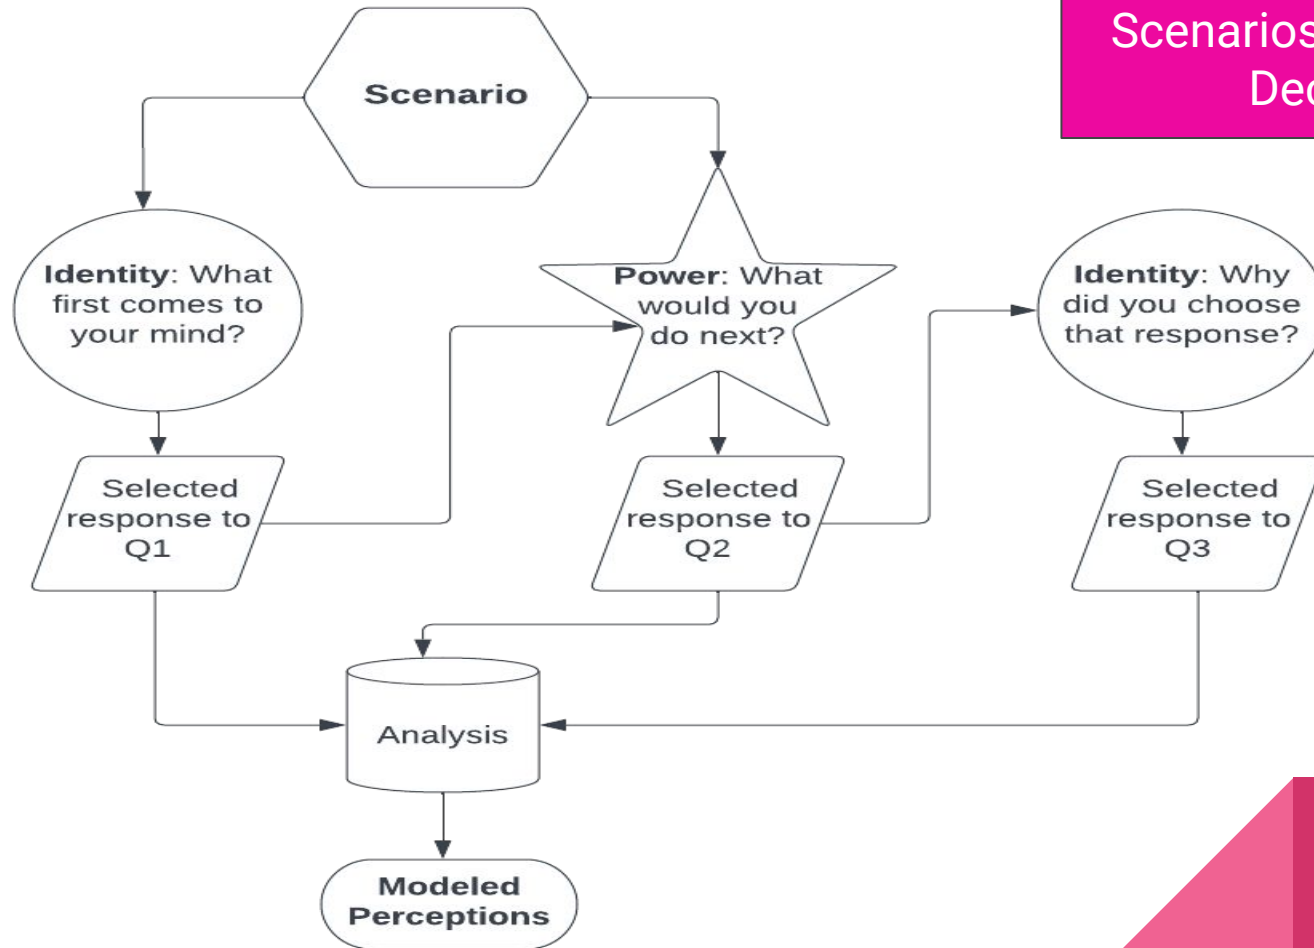 Scenarios
Scenario
Identity: What
first comes to
your mind?
Power: What
would you
do next?
Identity: Why
did you choose
that response?
Selected
response to
Q1
Selected
response to
Q2
Selected
response to
Q3
Analysis
Modeled
Perceptions